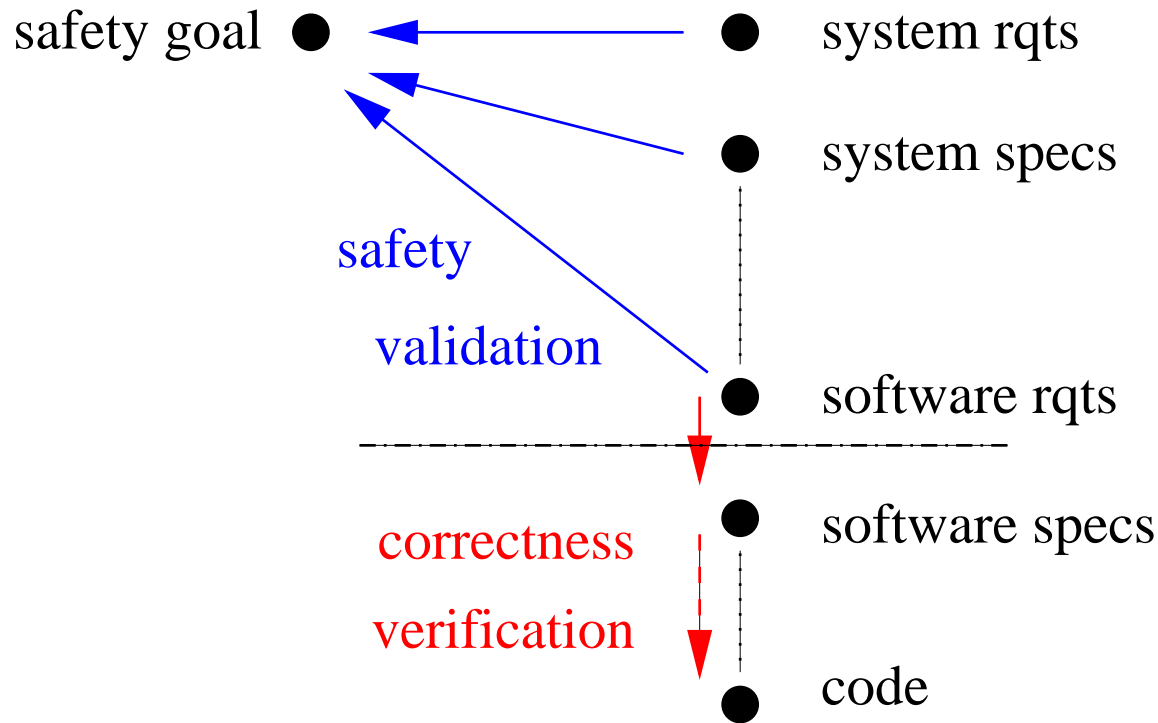 safety goal
system rqts
system specs
safety
validation
software rqts
software specs
correctness
verification
code